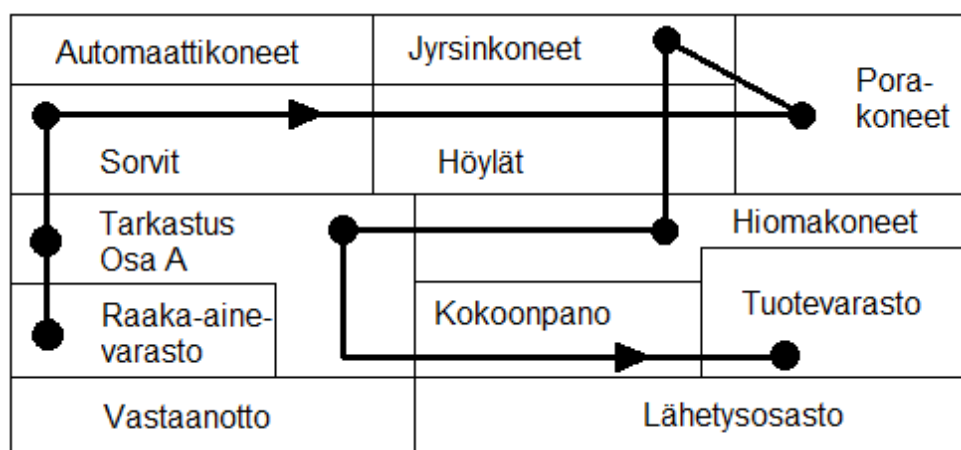 Automaattikoneet
Jyrsinkoneet
Pora-
koneet
Sorvit
Höylät
Tarkastus
Osa A
Hiomakoneet
Raaka-aine-
varasto
Kokoonpano
Tuotevarasto
Vastaanotto
Lähetysosasto